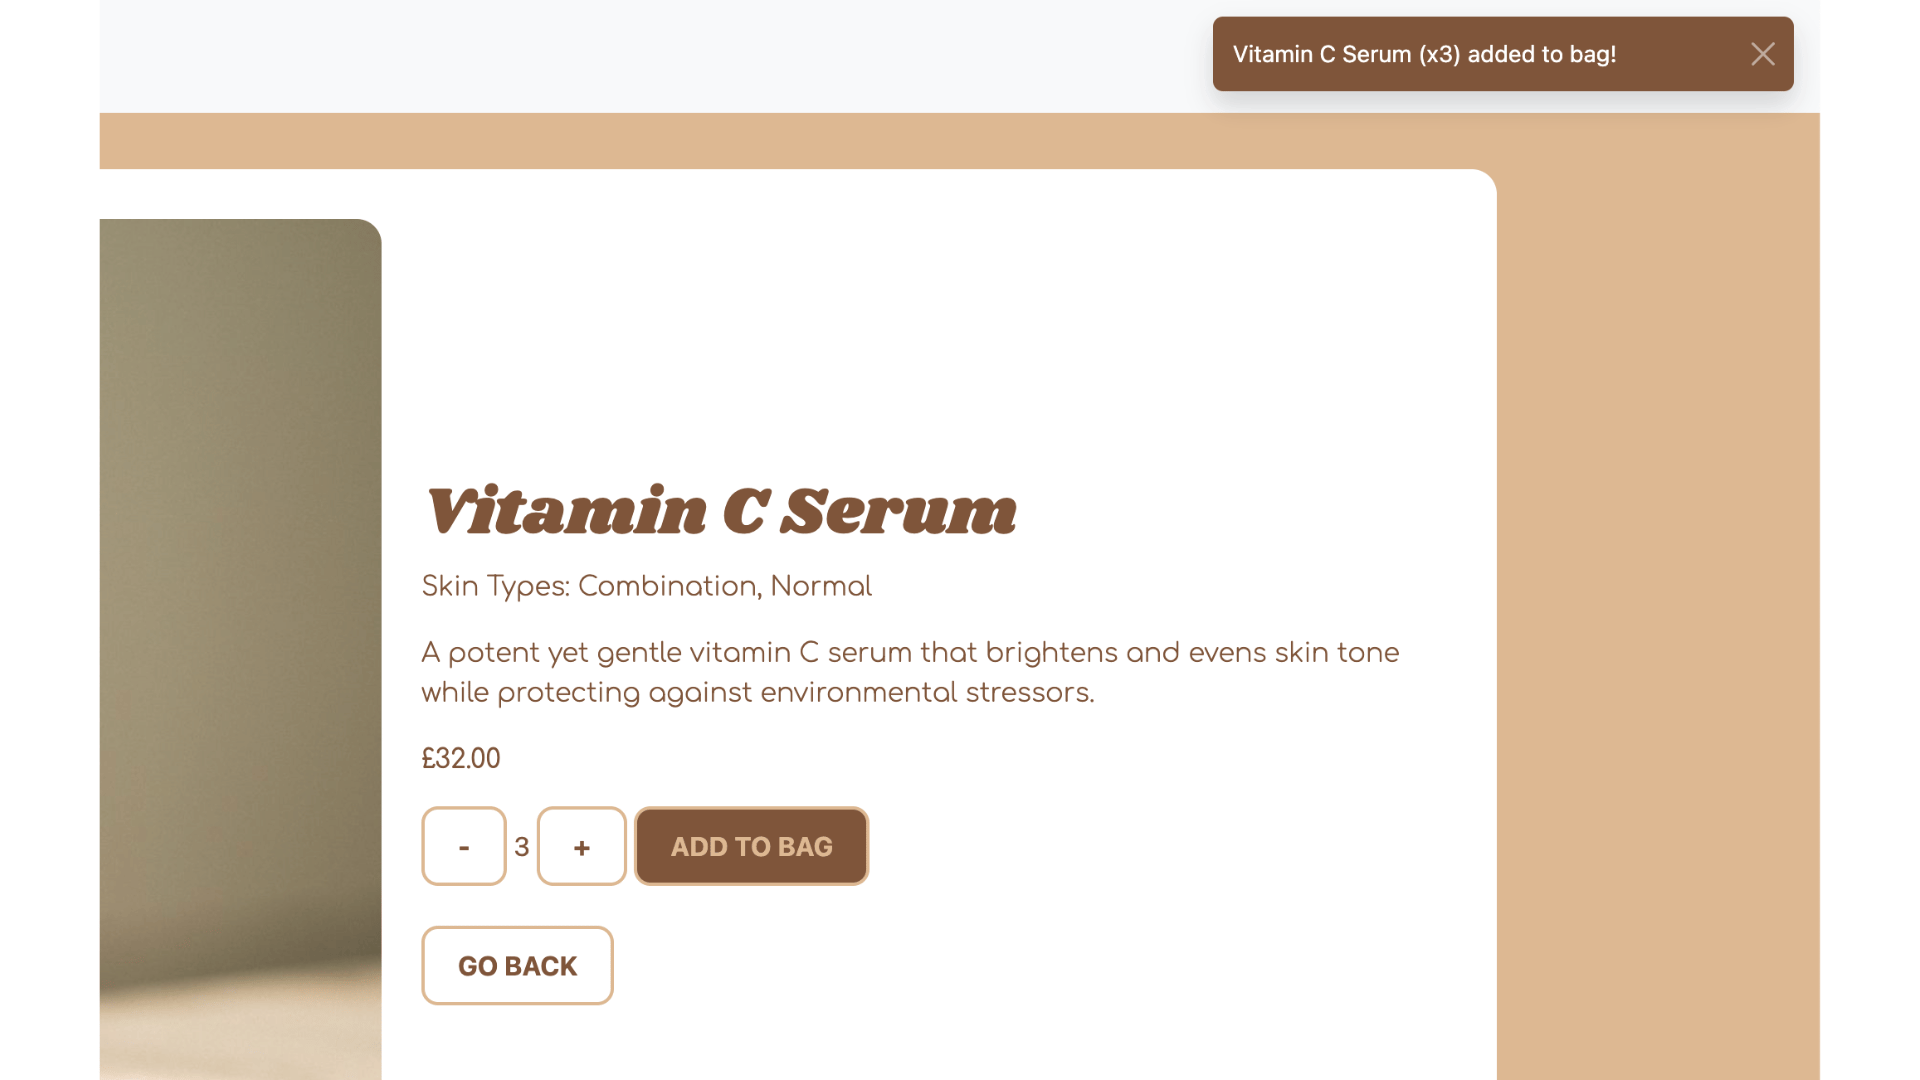 Vitamin C Serum (x3) added to bag!
Vitamin C Serum
Skin Types: Combination, Normal
A potent yet gentle vitamin C serum that brightens and evens skin tone
while protecting against environmental stressors.
£32.00
- 3 + ADD TO BAG
GO BACK